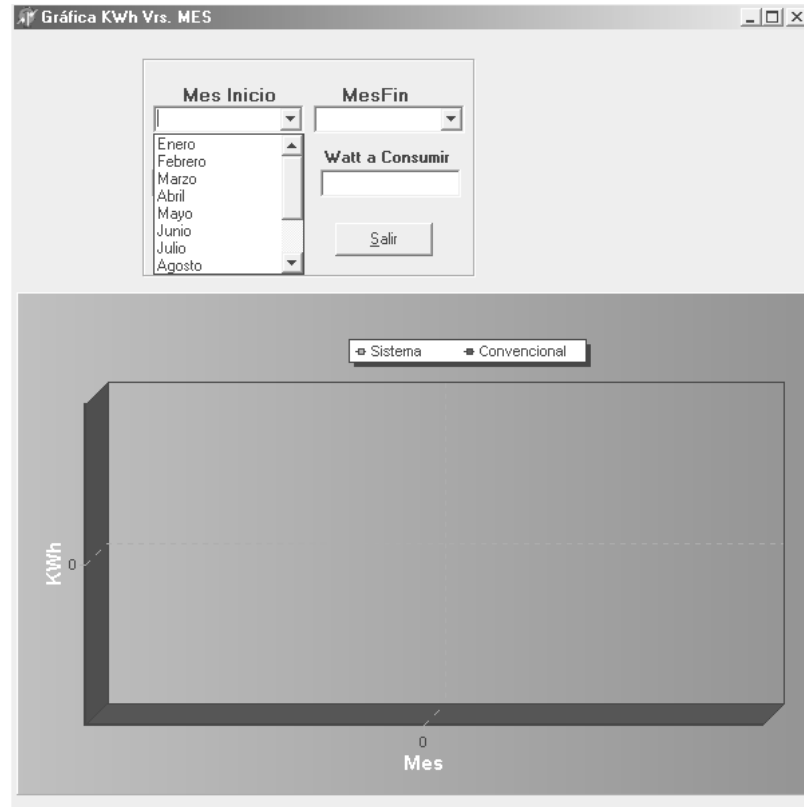 Gráfica KWh Vrs. MES
Mes Inicio
MesFin
Enero
Febrero
Marzo
Abril
Mayo
Junio
Julio
Agosto
Watt a Consumir
Salir
Sistema
Convencional
KWh
0
0
Mes